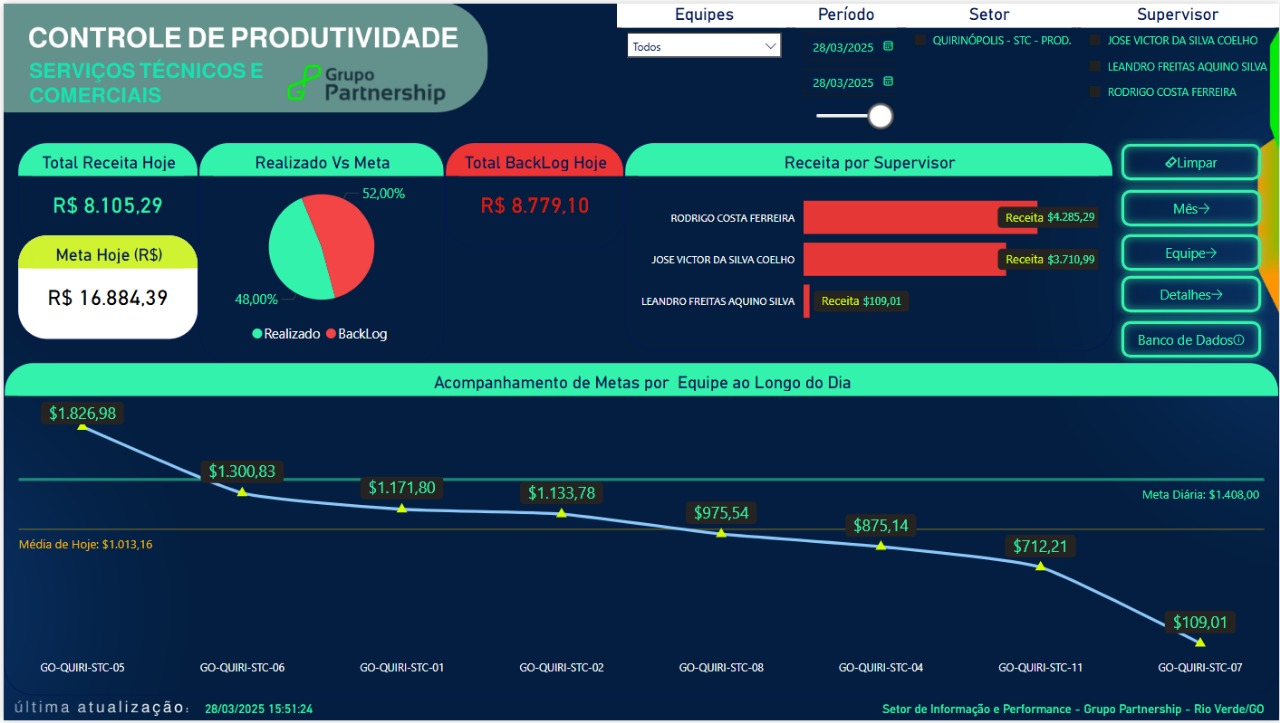 CONTROLE DE PRODUTIVIDADE
SERVIÇOS TÉCNICOS E
COMERCIAIS
Grupo
Partnership
Equipes
Todos
Período
28/03/2025
28/03/2025
Setor
QUIRINÓPOLIS - STC - PROD.
Supervisor
JOSE VICTOR DA SILVA COELHO
LEANDRO FREITAS AQUINO SILVA
RODRIGO COSTA FERREIRA
Total Receita Hoje
R$ 8.105,29
Meta Hoje (R$)
R$ 16.884,39
Realizado Vs Meta
52,00%
48,00%
Realizado BackLog
Total BackLog Hoje
R$ 8.779,10
Receita por Supervisor
RODRIGO COSTA FERREIRA Receita $4.285,29
JOSE VICTOR DA SILVA COELHO Receita $3.710,99
LEANDRO FREITAS AQUINO SILVA Receita $109,01
Limpar
Mês→
Equipe→
Detalhes→
Banco de Dados
Acompanhamento de Metas por Equipe ao Longo do Dia
$1.826,98
$1.300,83
$1.171,80
$1.133,78
$975,54
$875,14
$712,21
$109,01
Meta Diária: $1.408,00
Média de Hoje: $1.013,16
GO-QUIRI-STC-05 GO-QUIRI-STC-06 GO-QUIRI-STC-01 GO-QUIRI-STC-02 GO-QUIRI-STC-08 GO-QUIRI-STC-04 GO-QUIRI-STC-11 GO-QUIRI-STC-07
última atualização: 28/03/2025 15:51:24
Setor de Informação e Performance - Grupo Partnership - Rio Verde/GO